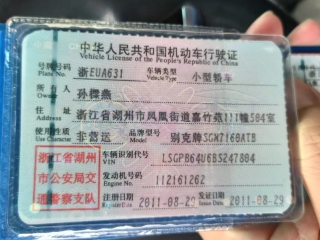 中华人民共和国机动车行驶证
Vehicle License of the People's Republic of China
号牌号码 浙EUA631 车辆类型 小型轿车
Plate No. Vehicle Type
所有人 孙
Owner
住址 浙江省湖州市凤凰街道嘉竹苑111幢504室
Address
使用性质 非营运 品牌型号 别克牌SGM7160ATB
Use Character Model
浙江省湖州 车辆识别代号 LSGPB64U6BS247804
VIN
市公安局交 发动机号码 112161262
Engine No.
通警察支队 注册日期 2011-08-29 发证日期 2011-08-29
Register Date Issue Date